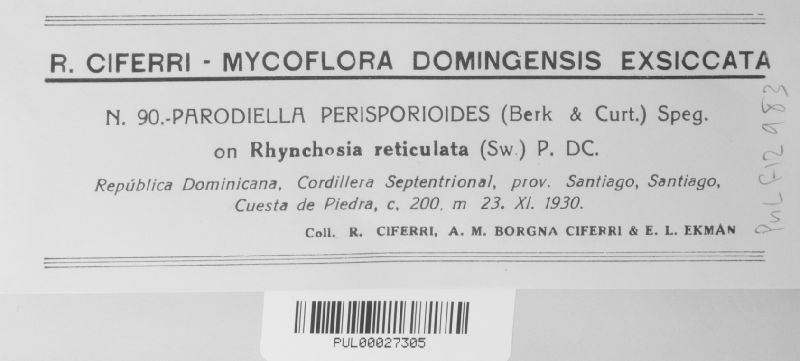 R. CIFERRI - MYCOFLORA DOMINGENSIS EXSICCATA
N. 90.-PARODIELLA PERISPORIOIDES (Berk & Curt.) Speg.
on Rhynchosia reticulata (Sw.) P. DC.
República Dominicana, Cordillera Septentrional, prov. Santiago, Santiago,
Cuesta de Piedra, c. 200. m 23. XI. 1930.
Coll. R. CIFERRI, A. M. BORGNA CIFERRI & E. L. EKMAN
PUL F12983
PUL00027305